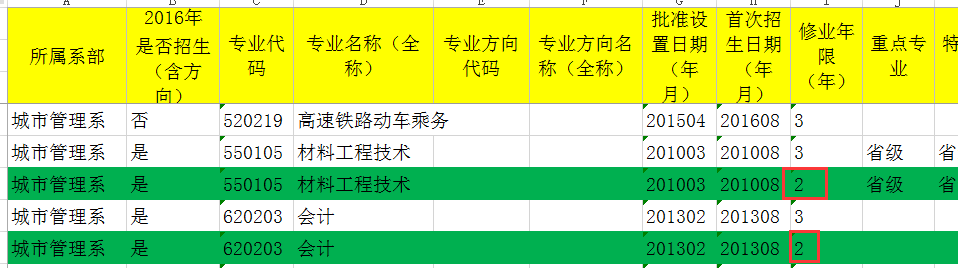 A B C D E F G H I J
所属系部 2016年是否招生（含方向） 专业代码 专业名称（全称） 专业方向代码 专业方向名称（全称） 批准设置日期（年月） 首次招生日期（年月） 修业年限（年） 重点专业 特
城市管理系 否 520219 高速铁路动车乘务 201504 201608 3
城市管理系 是 550105 材料工程技术 201003 201008 3 省级 省
城市管理系 是 550105 材料工程技术 201003 201008 2 省级 省
城市管理系 是 620203 会计 201302 201308 3
城市管理系 是 620203 会计 201302 201308 2